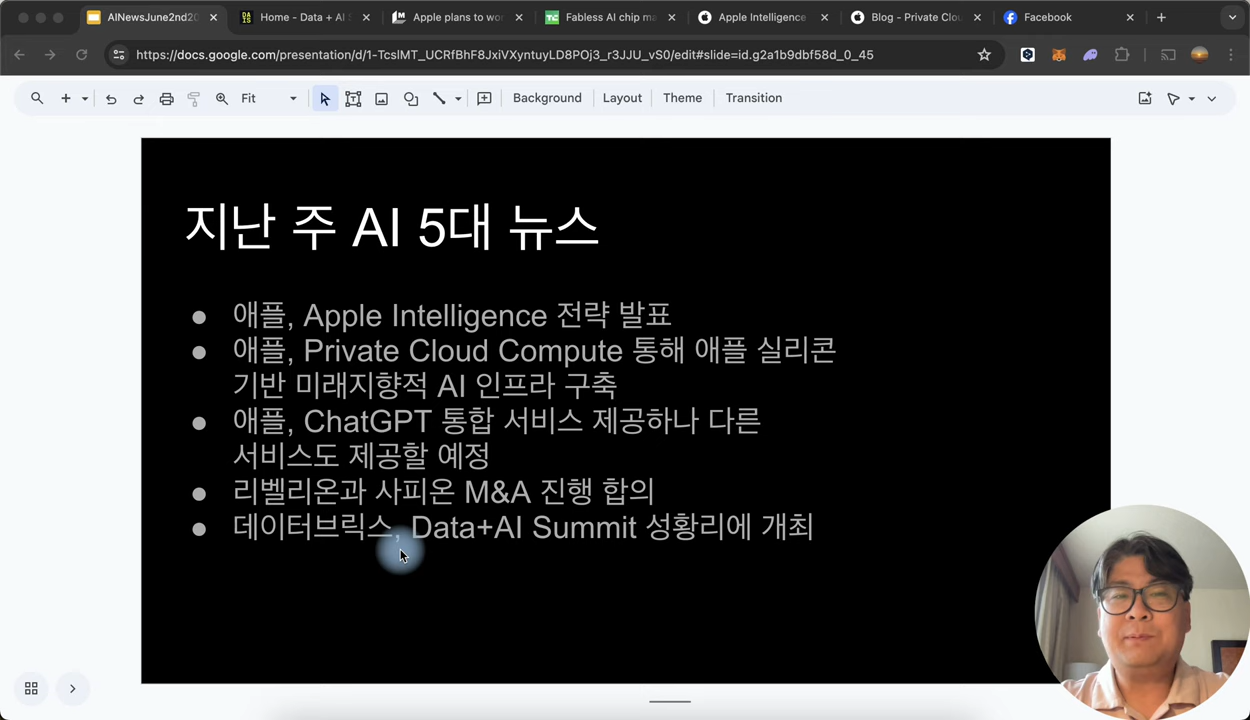 AINewsJune2nd20
Home - Data + AI S
Apple plans to wor
Fabless AI chip ma
Apple Intelligence
Blog - Private Clou
Facebook
https://docs.google.com/presentation/d/1-TcslMT_UCRfBhF8JxiVXyntuyLD8POj3_r3JJU_vS0/edit#slide=id.g2a1b9dbf58d_0_45
Fit
Background
Layout
Theme
Transition
지난 주 AI 5대 뉴스
● 애플, Apple Intelligence 전략 발표
● 애플, Private Cloud Compute 통해 애플 실리콘
기반 미래지향적 AI 인프라 구축
● 애플, ChatGPT 통합 서비스 제공하나 다른
서비스도 제공할 예정
● 리벨리온과 사피온 M&A 진행 합의
● 데이터브릭스, Data+AI Summit 성황리에 개최